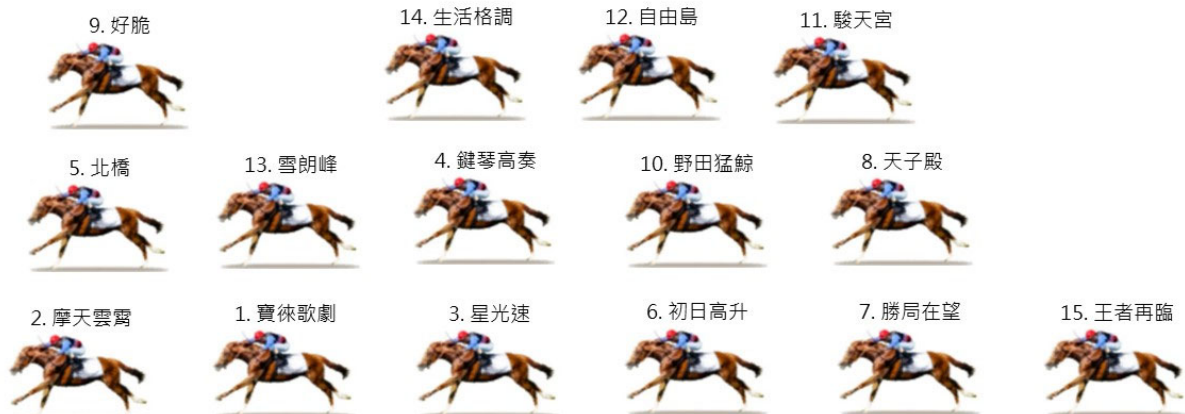 9. 好脆
14. 生活格調
12. 自由島
11. 駿天宮
5. 北橋
13. 雪朗峰
4. 鍵琴高奏
10. 野田猛鯨
8. 天子殿
2. 摩天雲霄
1. 寶徠歌劇
3. 星光速
6. 初日高升
7. 勝局在望
15. 王者再臨